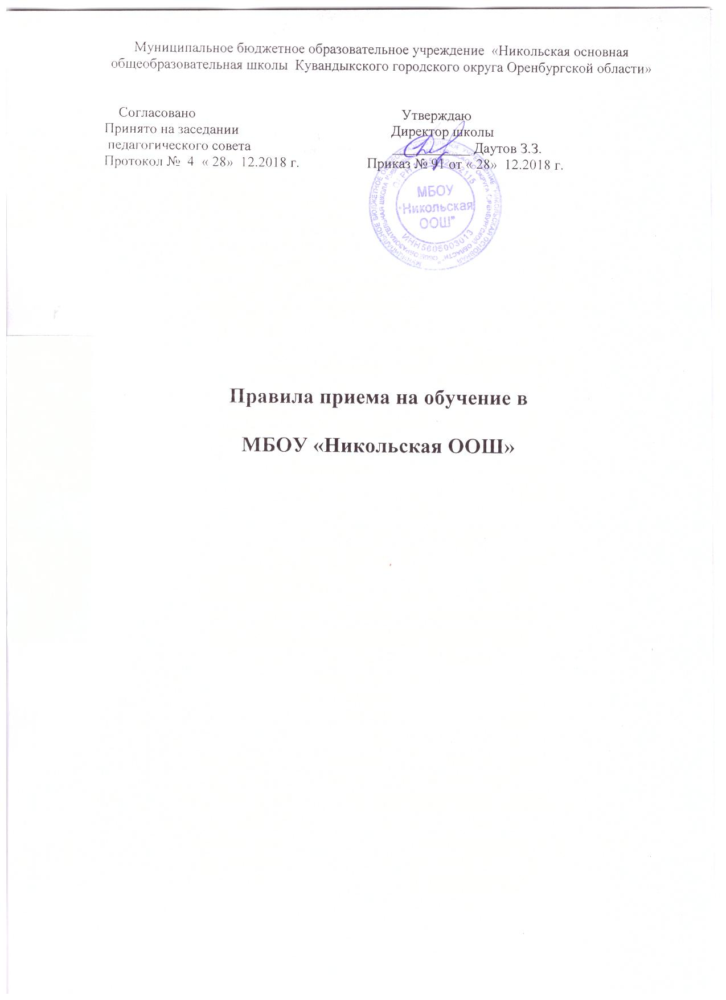 Муниципальное бюджетное образовательное учреждение «Никольская основная
общеобразовательная школы Кувандыкского городского округа Оренбургской области»
Согласовано
Принято на заседании
педагогического совета
Протокол № 4 « 28» 12.2018 г.
Утверждаю
Директор школы
___________ Даутов З.З.
Приказ № 91 от « 28» 12.2018 г.
МБОУ
"Никольская
ООШ"
ИНН 5605003013
Правила приема на обучение в
МБОУ «Никольская ООШ»